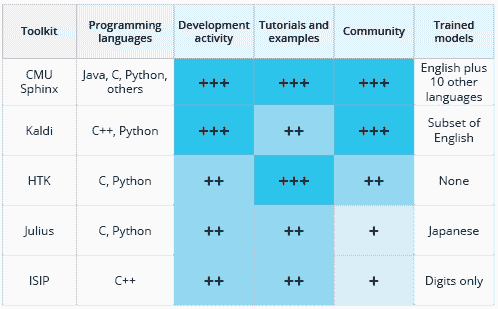 Toolkit
Programming
languages
Development
activity
Tutorials and
examples
Community
Trained
models
CMU
Sphinx
Java, C, Python,
others
+++
+++
+++
English plus
10 other
languages
Kaldi
C++, Python
+++
++
+++
Subset of
English
HTK
C, Python
++
+++
++
None
Julius
C, Python
++
++
+
Japanese
ISIP
C++
++
++
+
Digits only